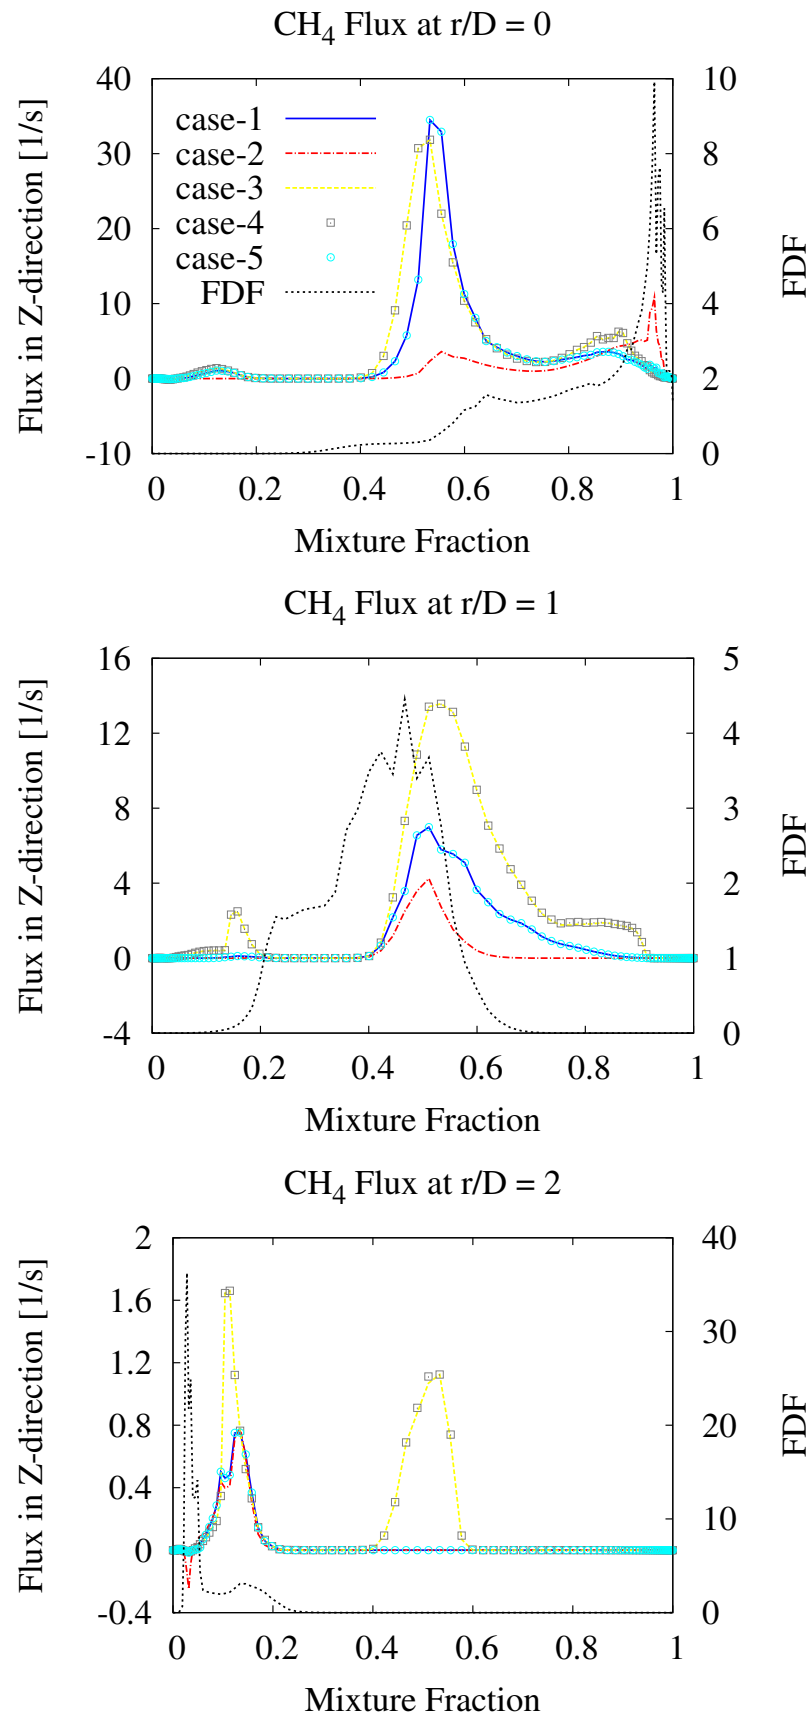 CH4 Flux at r/D = 0
Flux in Z-direction [1/s]
40
30
20
10
0
-10
case-1
case-2
case-3
case-4
case-5
FDF
10
8
6
4
2
0
FDF
0 0.2 0.4 0.6 0.8 1
Mixture Fraction
CH4 Flux at r/D = 1
Flux in Z-direction [1/s]
16
12
8
4
0
-4
5
4
3
2
1
0
FDF
0 0.2 0.4 0.6 0.8 1
Mixture Fraction
CH4 Flux at r/D = 2
Flux in Z-direction [1/s]
2
1.6
1.2
0.8
0.4
0
-0.4
40
30
20
10
0
FDF
0 0.2 0.4 0.6 0.8 1
Mixture Fraction